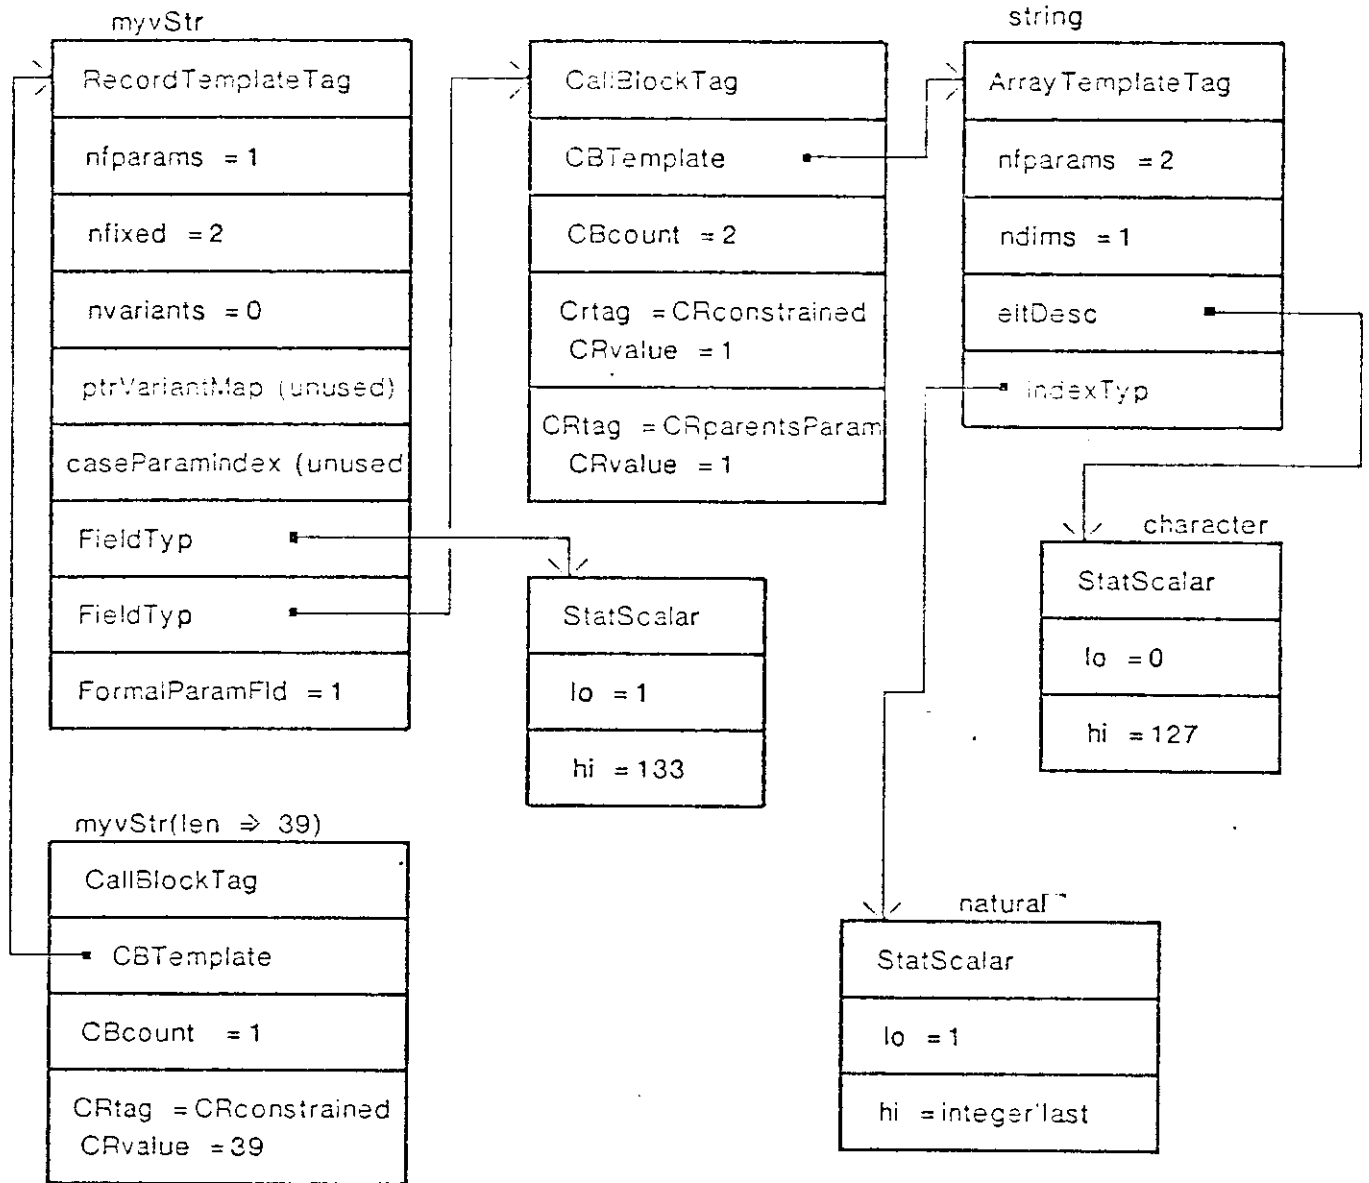 myvStr
RecordTemplateTag
nfparams = 1
nfixed = 2
nvariants = 0
ptrVariantMap (unused)
caseParamindex (unused
FieldTyp
FieldTyp
FormalParamFld = 1
CallBlockTag
CBTemplate
CBcount = 2
Crtag = CRconstrained
CRvalue = 1
CRtag = CRparentsParam
CRvalue = 1
string
ArrayTemplateTag
nfparams = 2
ndims = 1
eltDesc
indexTyp
StatScalar
lo = 1
hi = 133
character
StatScalar
lo = 0
hi = 127
myvStr(len ⇒ 39)
CallBlockTag
CBTemplate
CBcount = 1
CRtag = CRconstrained
CRvalue = 39
natural
StatScalar
lo = 1
hi = integer'last